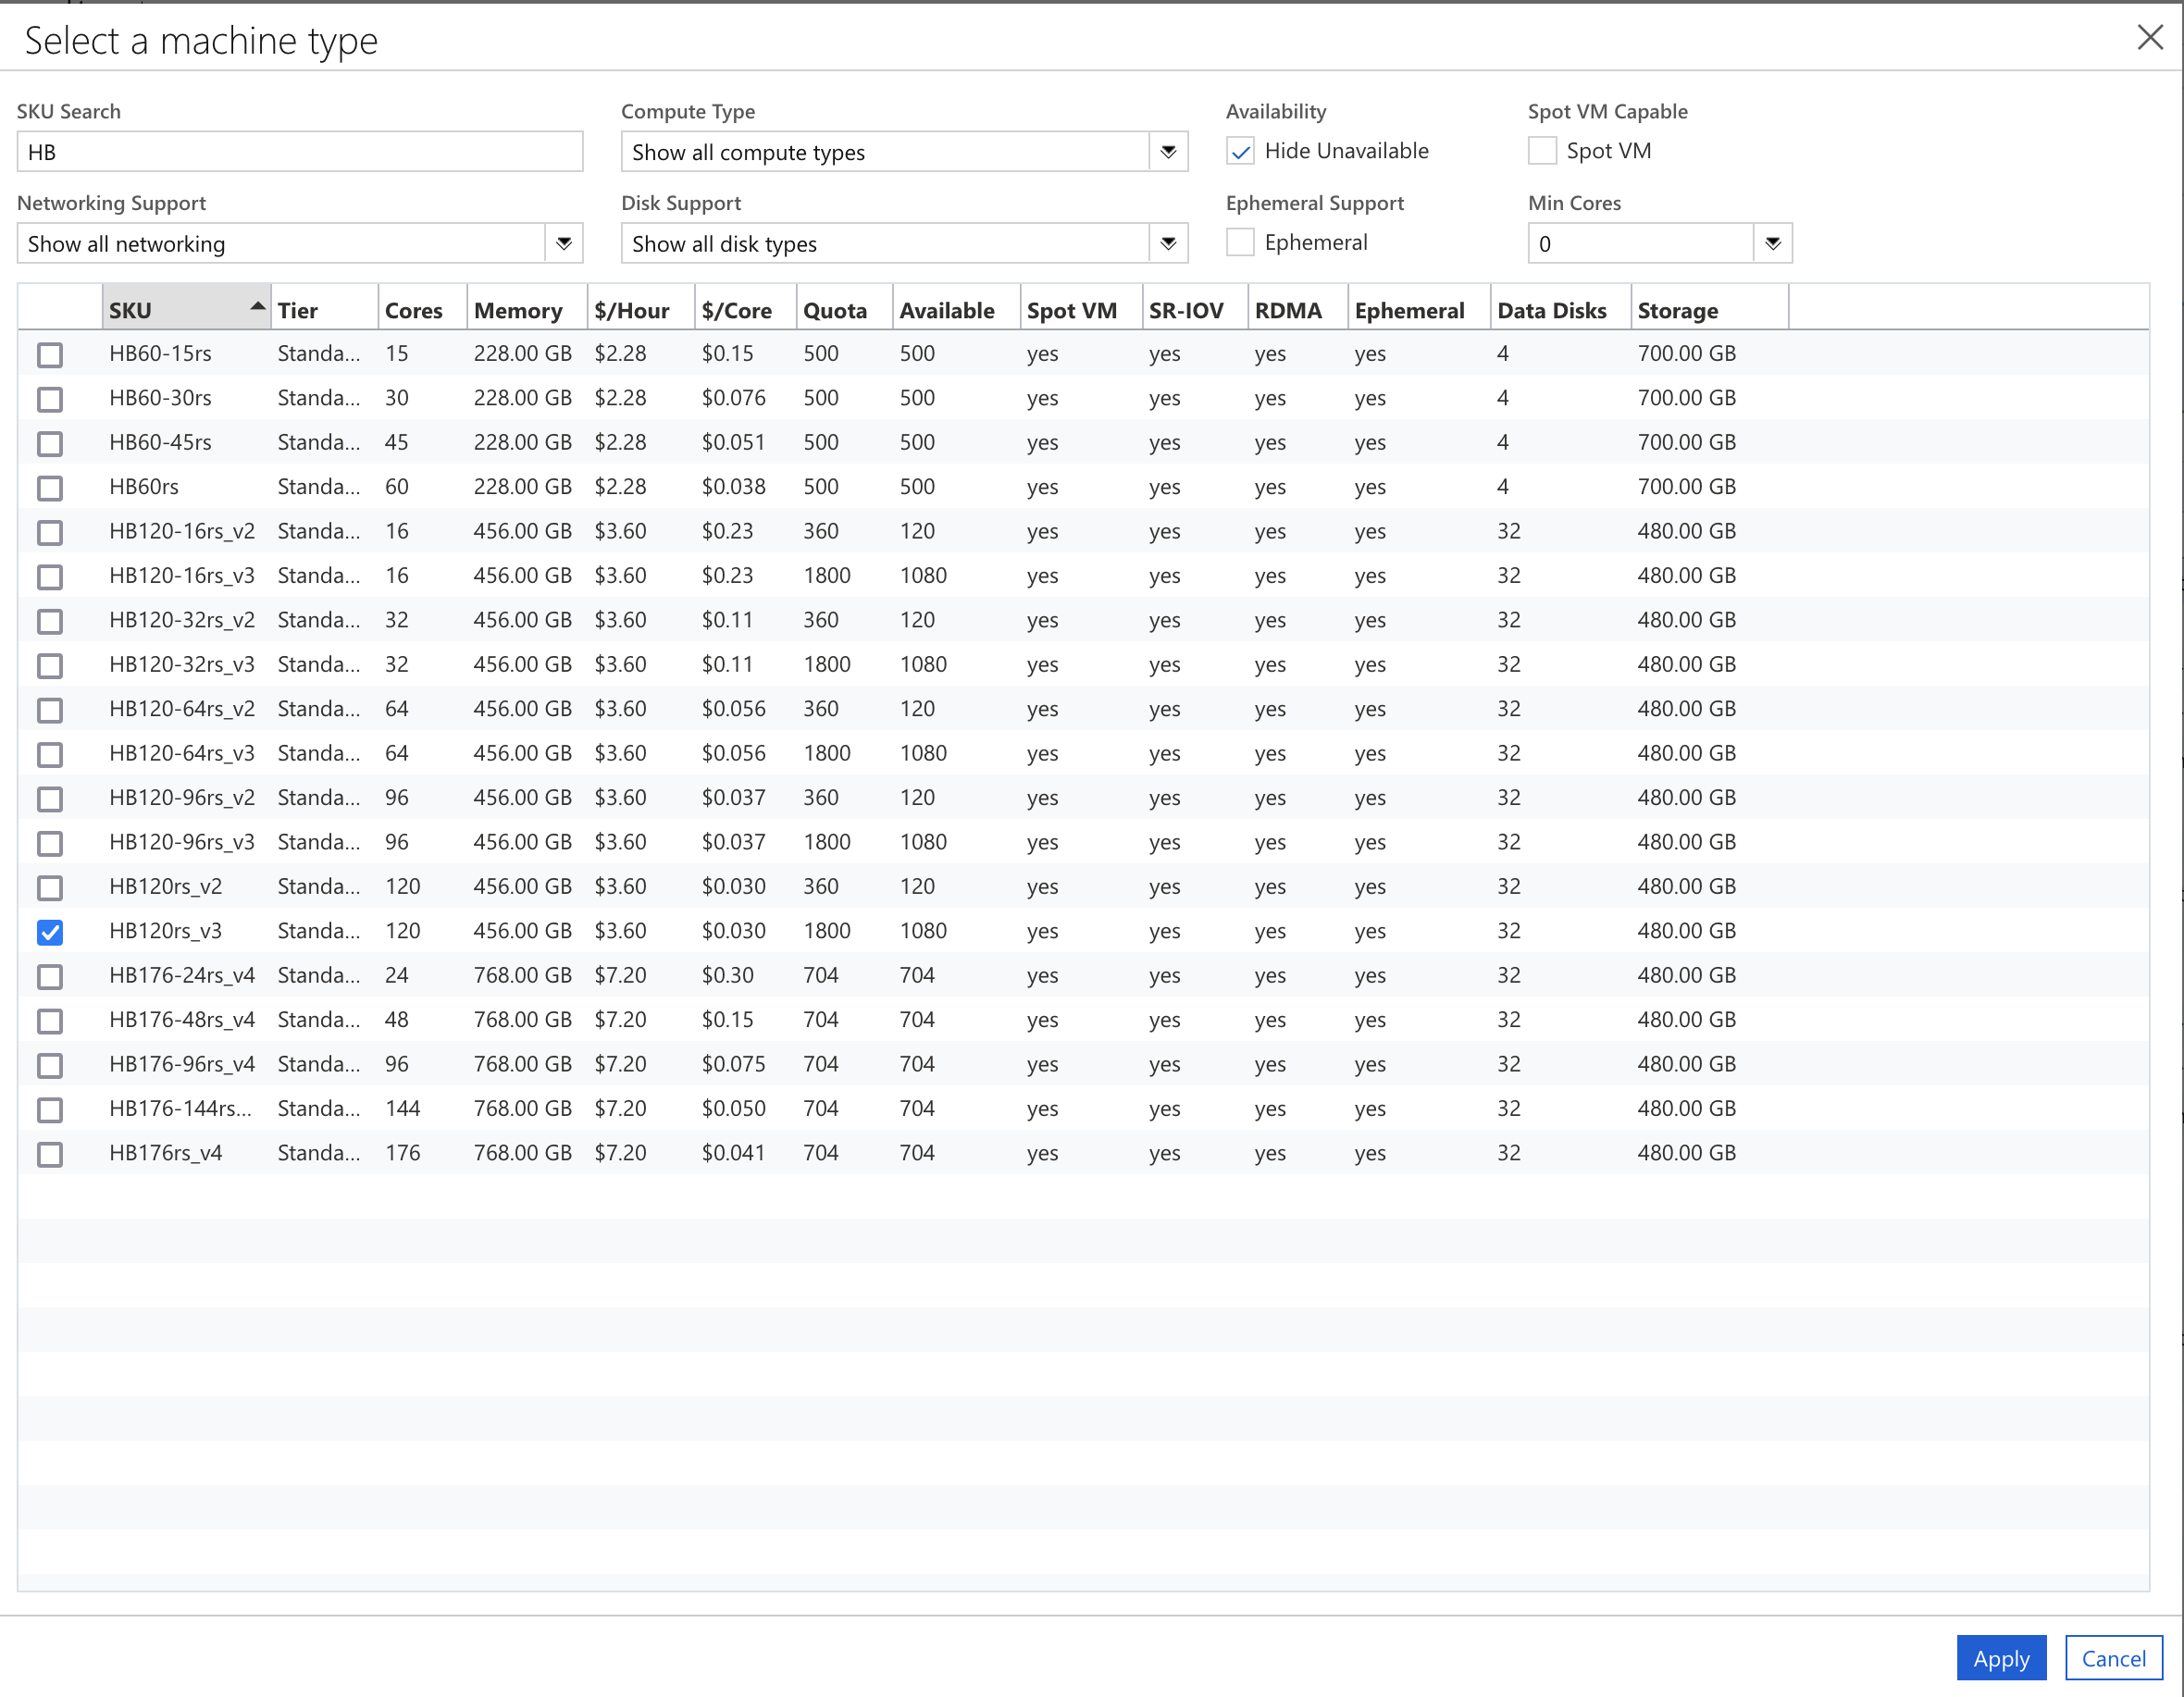 Select a machine type
SKU Search Compute Type Availability Spot VM Capable
HB Show all compute types Hide Unavailable Spot VM
Networking Support Disk Support Ephemeral Support Min Cores
Show all networking Show all disk types Ephemeral 0
SKU Tier Cores Memory $/Hour $/Core Quota Available Spot VM SR-IOV RDMA Ephemeral Data Disks Storage
HB60-15rs Standa... 15 228.00 GB $2.28 $0.15 500 500 yes yes yes yes 4 700.00 GB
HB60-30rs Standa... 30 228.00 GB $2.28 $0.076 500 500 yes yes yes yes 4 700.00 GB
HB60-45rs Standa... 45 228.00 GB $2.28 $0.051 500 500 yes yes yes yes 4 700.00 GB
HB60rs Standa... 60 228.00 GB $2.28 $0.038 500 500 yes yes yes yes 4 700.00 GB
HB120-16rs_v2 Standa... 16 456.00 GB $3.60 $0.23 360 120 yes yes yes yes 32 480.00 GB
HB120-16rs_v3 Standa... 16 456.00 GB $3.60 $0.23 1800 1080 yes yes yes yes 32 480.00 GB
HB120-32rs_v2 Standa... 32 456.00 GB $3.60 $0.11 360 120 yes yes yes yes 32 480.00 GB
HB120-32rs_v3 Standa... 32 456.00 GB $3.60 $0.11 1800 1080 yes yes yes yes 32 480.00 GB
HB120-64rs_v2 Standa... 64 456.00 GB $3.60 $0.056 360 120 yes yes yes yes 32 480.00 GB
HB120-64rs_v3 Standa... 64 456.00 GB $3.60 $0.056 1800 1080 yes yes yes yes 32 480.00 GB
HB120-96rs_v2 Standa... 96 456.00 GB $3.60 $0.037 360 120 yes yes yes yes 32 480.00 GB
HB120-96rs_v3 Standa... 96 456.00 GB $3.60 $0.037 1800 1080 yes yes yes yes 32 480.00 GB
HB120rs_v2 Standa... 120 456.00 GB $3.60 $0.030 360 120 yes yes yes yes 32 480.00 GB
HB120rs_v3 Standa... 120 456.00 GB $3.60 $0.030 1800 1080 yes yes yes yes 32 480.00 GB
HB176-24rs_v4 Standa... 24 768.00 GB $7.20 $0.30 704 704 yes yes yes yes 32 480.00 GB
HB176-48rs_v4 Standa... 48 768.00 GB $7.20 $0.15 704 704 yes yes yes yes 32 480.00 GB
HB176-96rs_v4 Standa... 96 768.00 GB $7.20 $0.075 704 704 yes yes yes yes 32 480.00 GB
HB176-144rs... Standa... 144 768.00 GB $7.20 $0.050 704 704 yes yes yes yes 32 480.00 GB
HB176rs_v4 Standa... 176 768.00 GB $7.20 $0.041 704 704 yes yes yes yes 32 480.00 GB
Apply Cancel